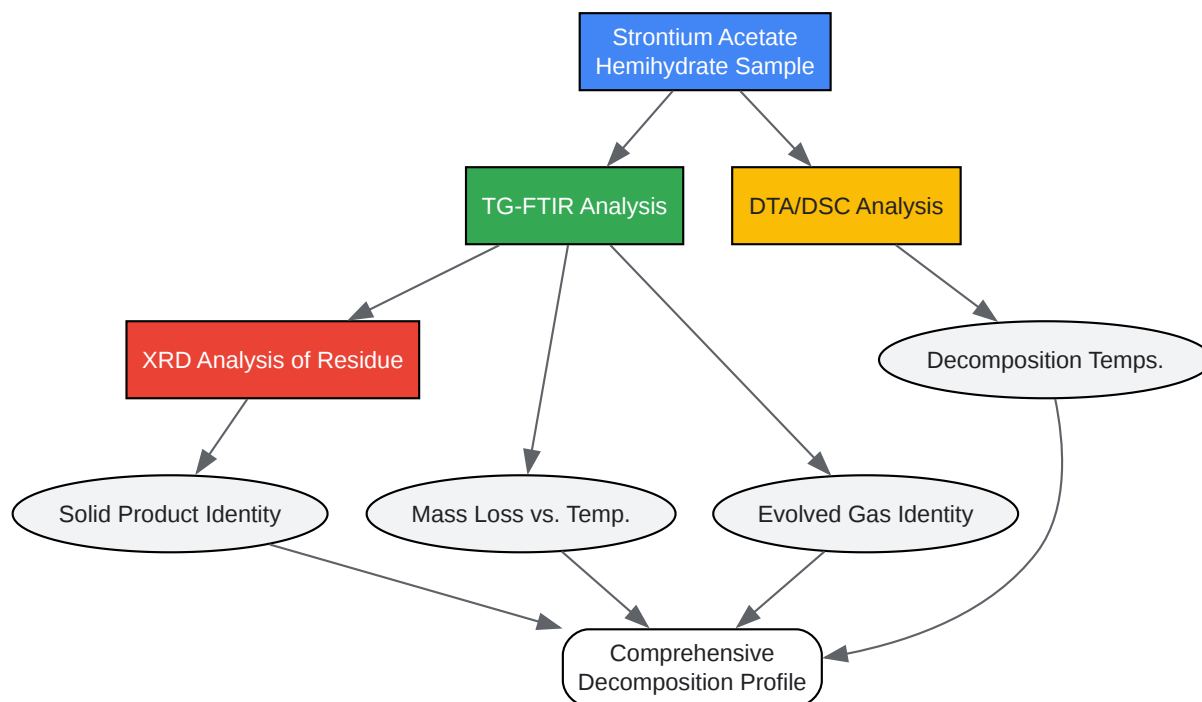 Strontium Acetate
Hemihydrate Sample
TG-FTIR Analysis
DTA/DSC Analysis
XRD Analysis of Residue
Decomposition Temps.
Solid Product Identity
Mass Loss vs. Temp.
Evolved Gas Identity
Comprehensive
Decomposition Profile